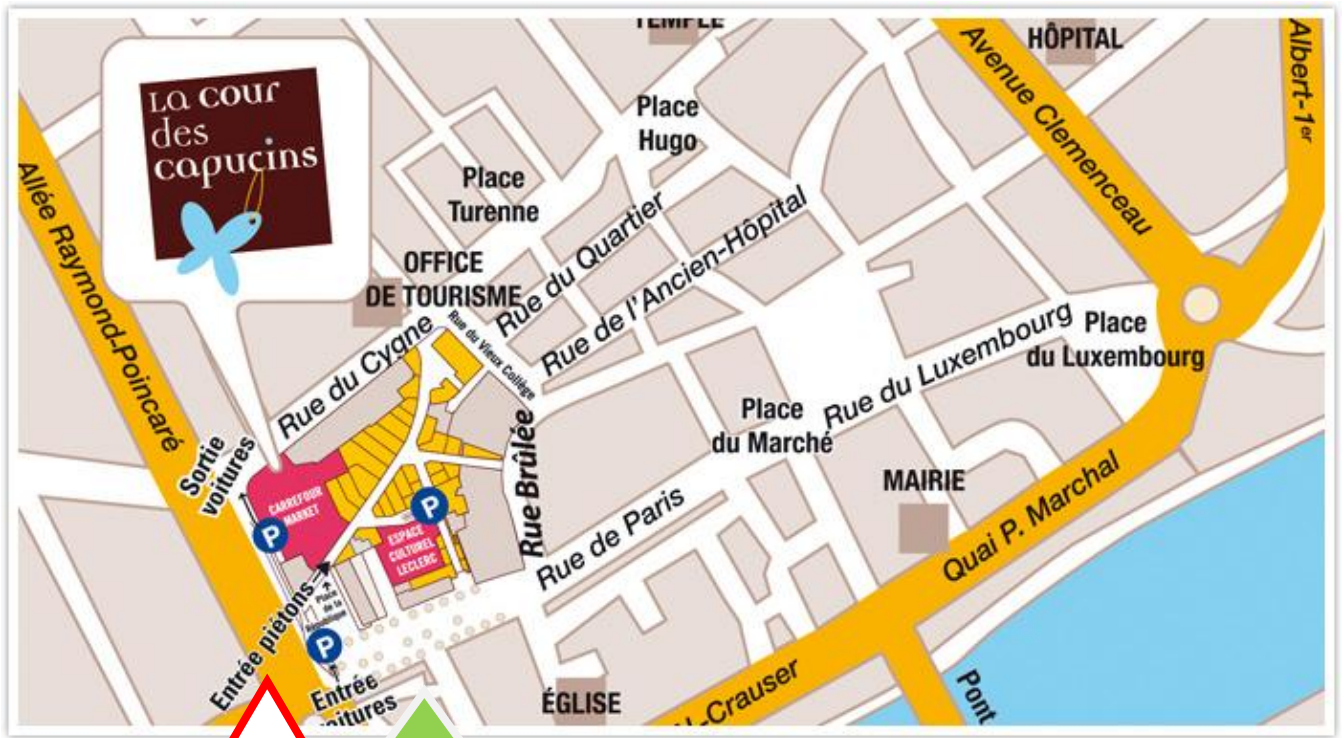 TEMPLE
HÔPITAL
Albert-1er
Avenue Clemenceau
La cour
des
capucins
Place
Hugo
Place
Turenne
Allée Raymond-Poincaré
OFFICE
DE TOURISME
Rue du Quartier
Rue de l'Ancien-Hôpital
Rue du Vieux Collège
Rue du Cygne
Rue du Luxembourg
Place
du Luxembourg
Place
du Marché
Sortie
voitures
CARREFOUR
MARKET
P
P
ESPACE
CULTUREL
LECLERC
Rue Brûlée
MAIRIE
Rue de Paris
Quai P. Marchal
Place
de la
République
Entrée piétons
P
Entrée
voitures
ÉGLISE
-Crauser
Pont